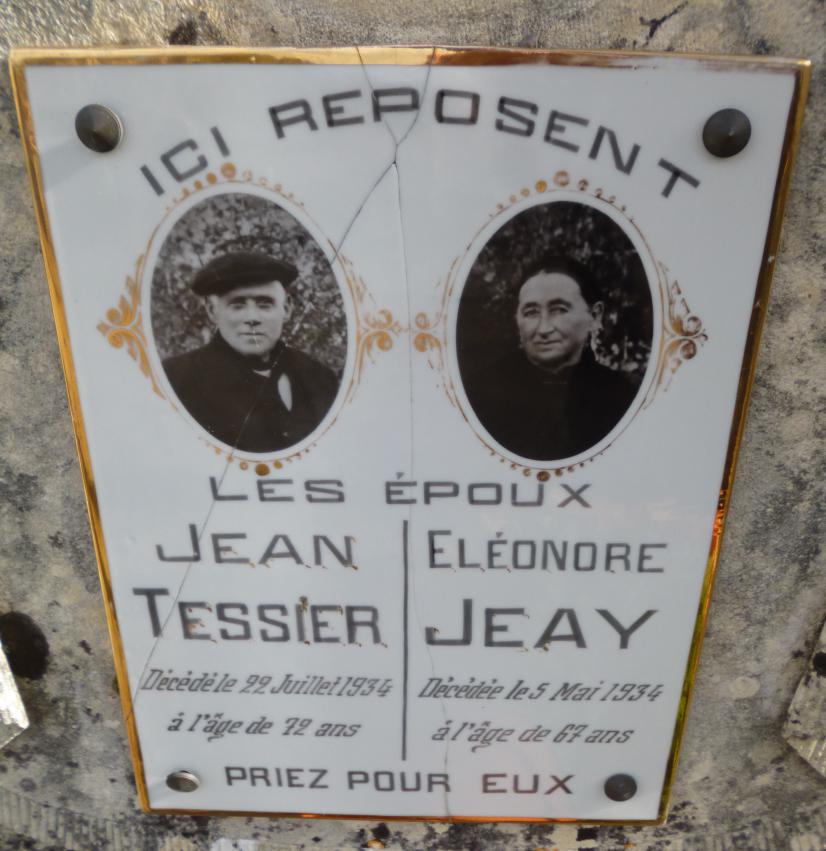 ICI REPOSENT
LES ÉPOUX
JEAN
TESSIER
Décédé le 22 Juillet 1934
á l'âge de 72 ans
ELÉONORE
JEAY
Décédée le 5 Mai 1934
á l'âge de 67 ans
PRIEZ POUR EUX